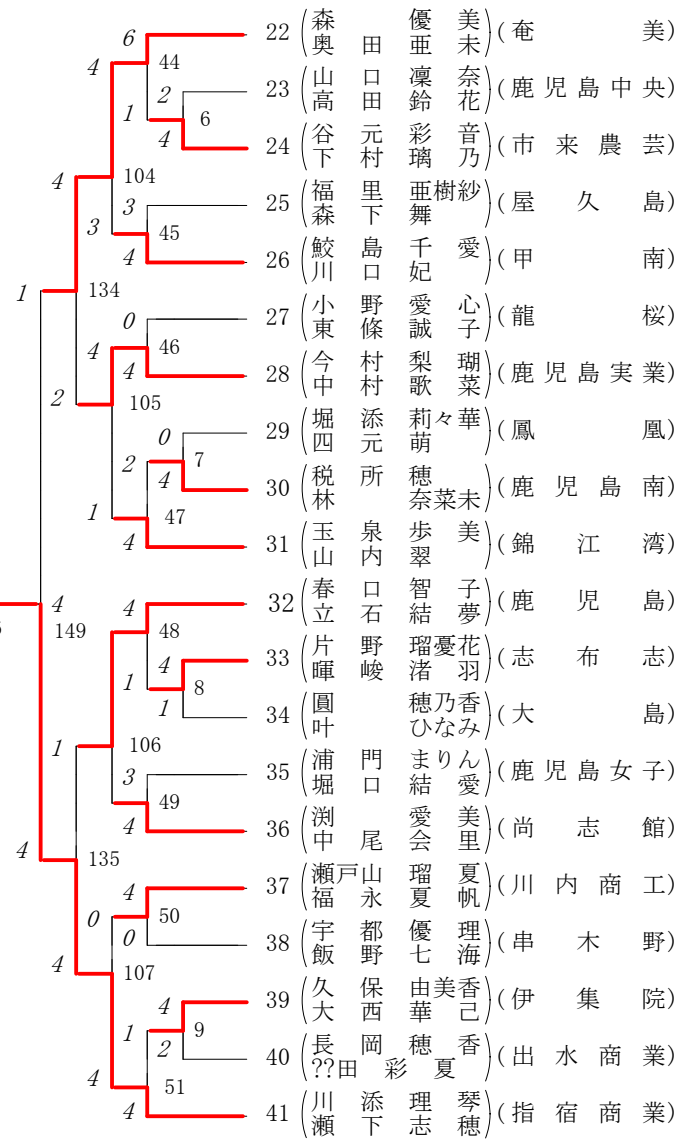 6
22 森 優美 奥田亜未 (奄美)
4 44
2
23 山口凜奈 高田鈴花 (鹿児島中央)
1 6
4
24 谷元彩音 下村璃乃 (市来農芸)
4 104
3
25 福里亜樹紗 森下舞 (屋久島)
3 45
4
26 鮫島千愛 川口妃 (甲南)
1 134
0
27 小野愛心 東條誠子 (龍桜)
4 46
4
28 今村梨瑚 中村歌菜 (鹿児島実業)
2 105
0
29 堀添莉々華 四元萌 (鳳凰)
2 7
4
30 税所穂 林奈菜未 (鹿児島南)
1 47
4
31 玉泉歩美 山内翠 (錦江湾)
4
32 春口智子 立石結夢 (鹿児島)
4 149 48
4
33 片野瑠憂花 暉峻渚羽 (志布志)
1 8
1
34 圓穂乃香 叶ひなみ (大島)
1 106
3
35 浦門まりん 堀口結愛 (鹿児島女子)
49
4
36 渕愛美 中尾会里 (尚志館)
4 135
4
37 瀬戸山瑠夏 福永夏帆 (川内商工)
0 50
0
38 宇都優理 飯野七海 (串木野)
4 107
4
39 久保由美香 大西華己 (伊集院)
1 9
2
40 長岡穂香 ??田彩夏 (出水商業)
4 51
4
41 川添理琴 瀬下志穂 (指宿商業)